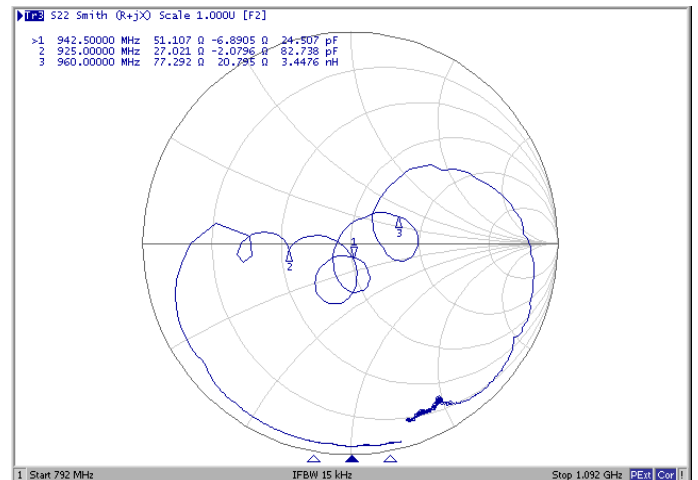 Tr3 S22 Smith (R+jX) Scale 1.000U [F2]
>1 942.50000 MHz 51.107 Ω -6.8905 Ω 24.507 pF
2 925.00000 MHz 27.021 Ω -2.0796 Ω 82.738 pF
3 960.00000 MHz 77.292 Ω 20.795 Ω 3.4476 nH
1
3
2
1 Start 792 MHz IFBW 15 kHz Stop 1.092 GHz PExt Cor !